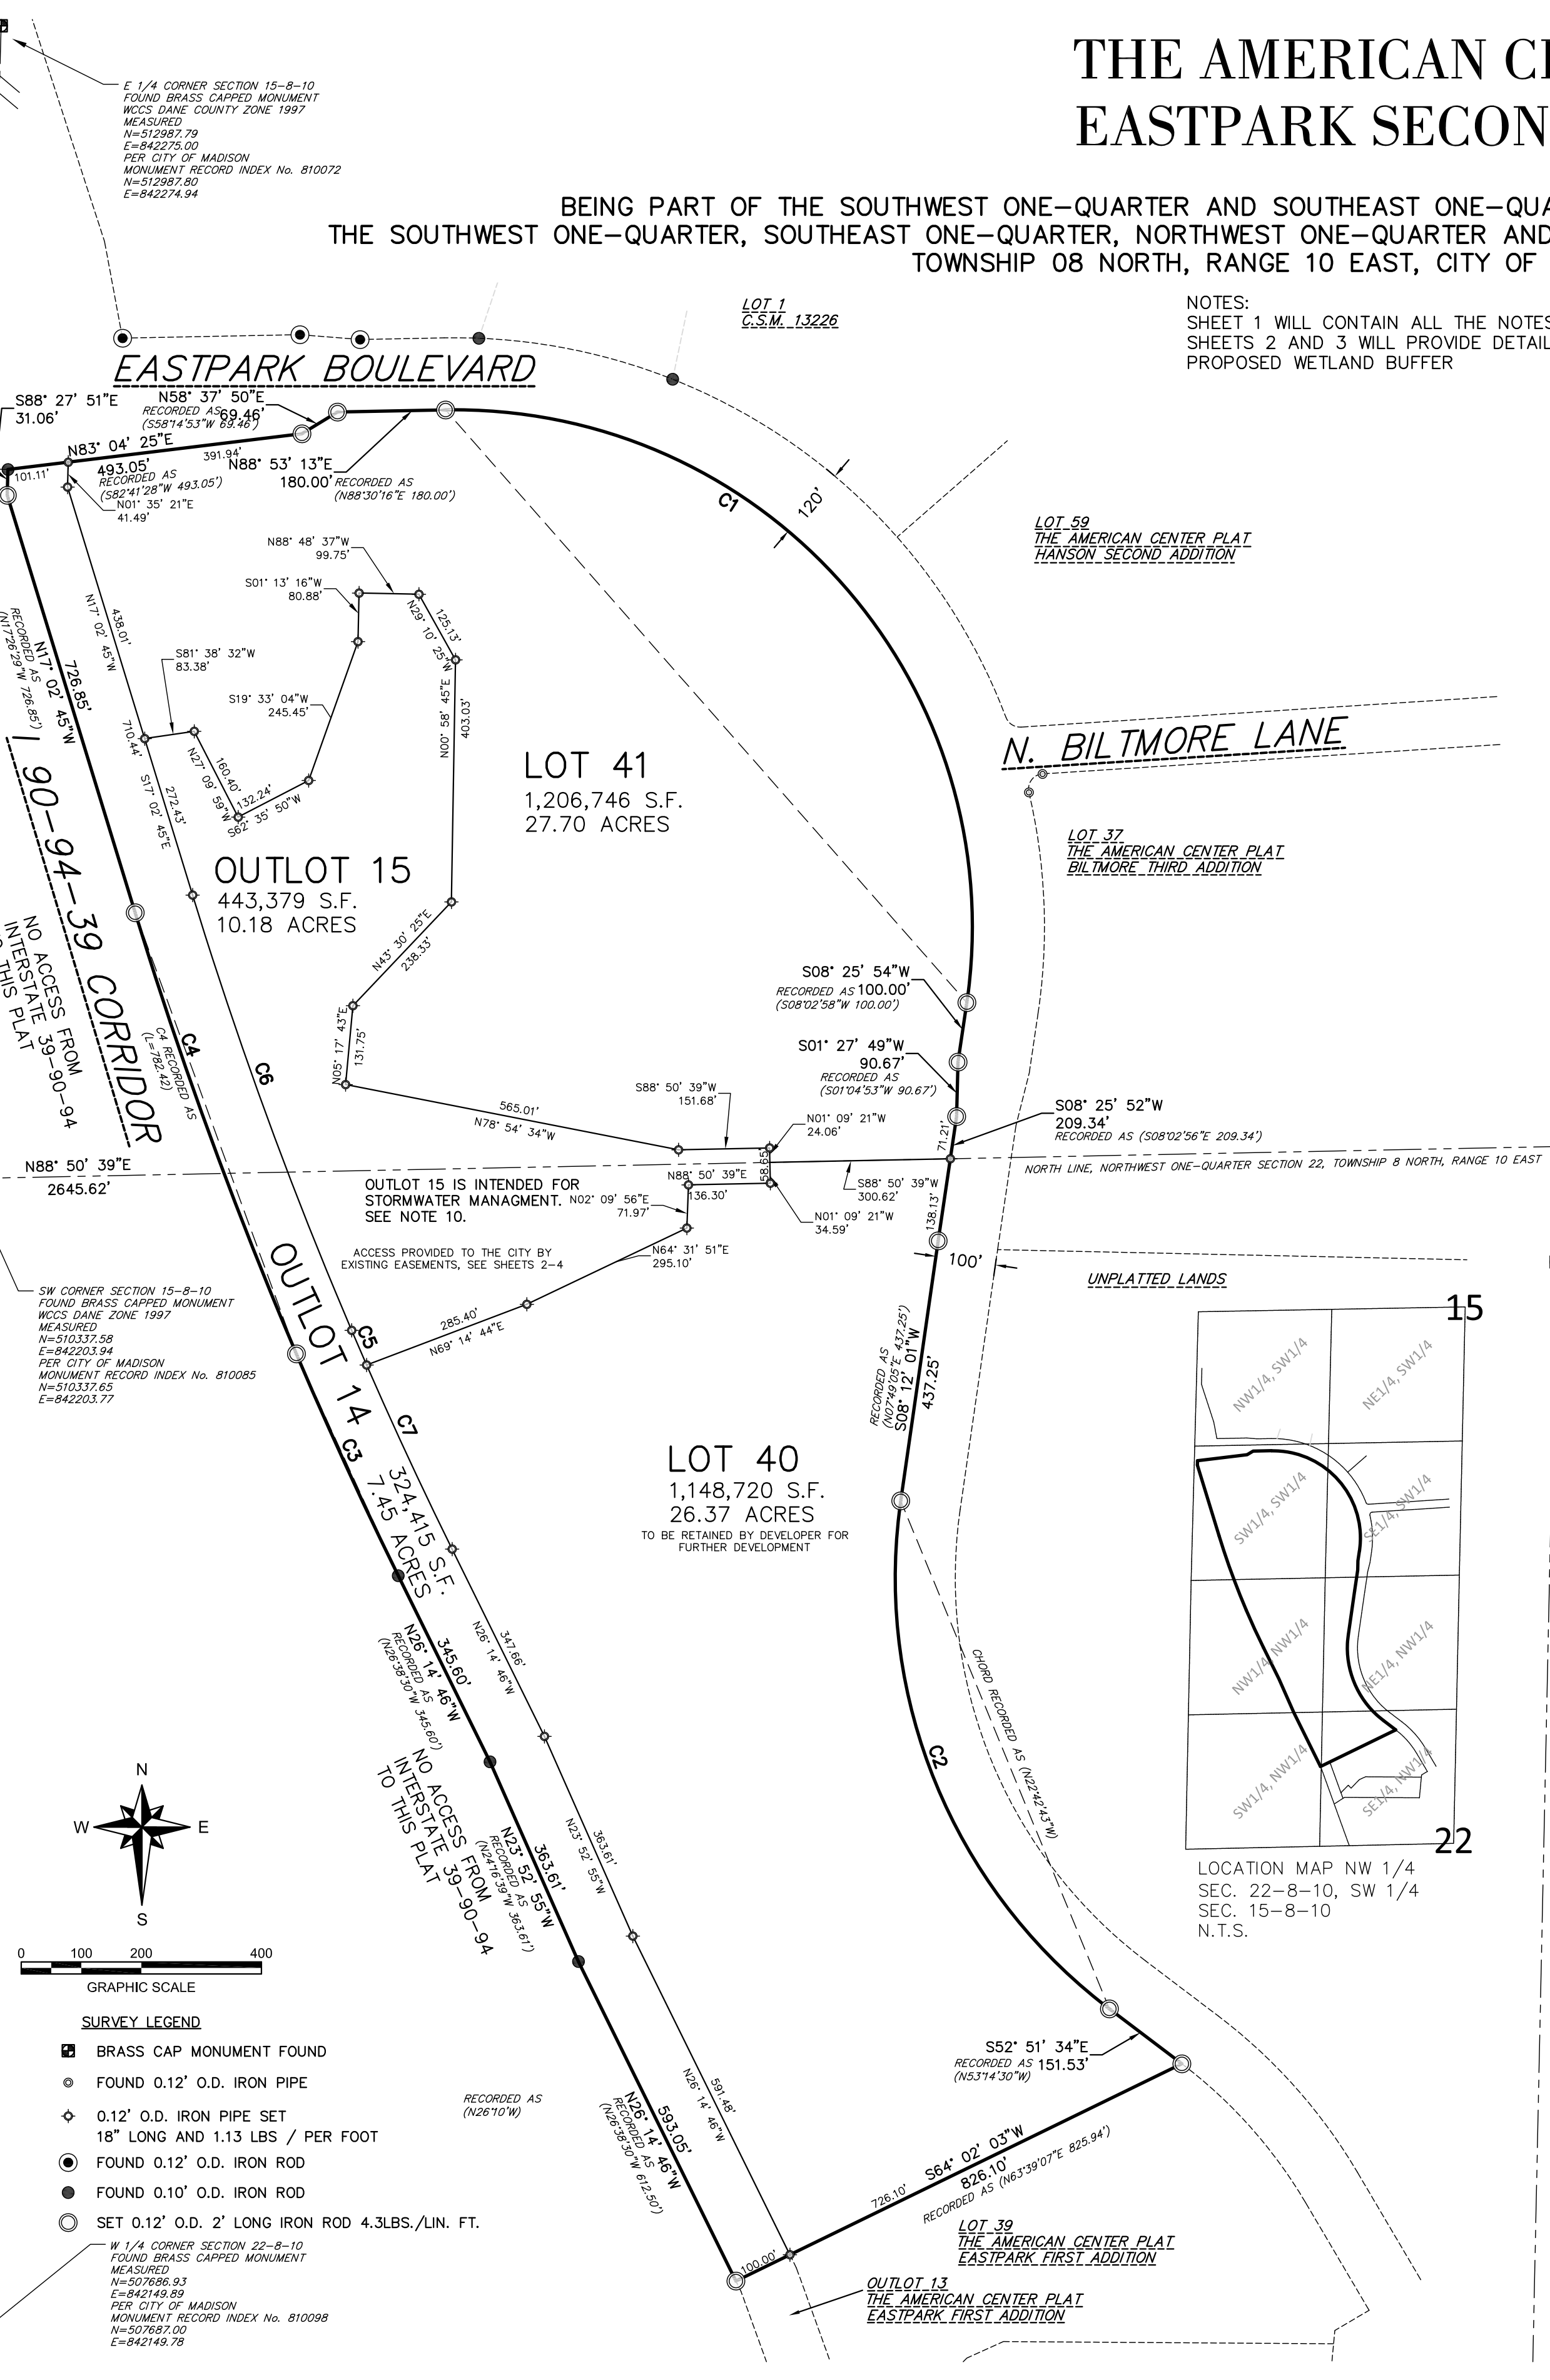 THE AMERICAN
EASTPARK SECON
BEING PART OF THE SOUTHWEST ONE-QUARTER AND SOUTHEAST
THE SOUTHWEST ONE-QUARTER, SOUTHEAST ONE-QUARTER, NORTHWEST ONE-QUARTER AND
TOWNSHIP 08 NORTH, RANGE 10 EAST, CITY OF
NOTES:
SHEET 1 WILL CONTAIN ALL THE NOTES
SHEETS 2 AND 3 WILL PROVIDE DETAIL
PROPOSED WETLAND BUFFER
E 1/4 CORNER SECTION 15-8-10
FOUND BRASS CAPPED MONUMENT
WCCS DANE COUNTY ZONE 1997
MEASURED
N=512987.79
E=842275.00
PER CITY OF MADISON
MONUMENT RECORD INDEX No. 810072
N=512987.80
E=842274.94
LOT 1
C.S.M. 13226
EASTPARK BOULEVARD
S88° 27' 51"E
31.06'
N58° 37' 50"E
69.46'
RECORDED AS
(S58°14'53"W 69.46')
N83° 04' 25"E
493.05'
RECORDED AS
(S82°41'28"W 493.05')
101.11'
391.94'
N01° 35' 21"E
41.49'
N88° 53' 13"E
180.00'
RECORDED AS
(N88°30'16"E 180.00')
C1
120'
LOT 59
THE AMERICAN CENTER PLAT
HANSON SECOND ADDITION
N88° 48' 37"W
99.75'
S01° 13' 16"W
80.88'
125.13'
N29° 10' 25"W
438.01'
N17° 02' 45"W
726.85'
N17° 02' 45"W
RECORDED AS
(N17°26'29"W 726.85')
S81° 38' 32"W
83.38'
S19° 33' 04"W
245.45'
N00° 58' 45"E
403.03'
710.44'
272.43'
S17° 02' 45"E
160.40'
N27° 09' 59"W
132.24'
S62° 35' 50"W
LOT 41
1,206,746 S.F.
27.70 ACRES
N. BILTMORE LANE
LOT 37
THE AMERICAN CENTER PLAT
BILTMORE THIRD ADDITION
OUTLOT 15
443,379 S.F.
10.18 ACRES
I 90-94-39 CORRIDOR
NO ACCESS FROM
INTERSTATE 39-90-94
THIS PLAT
N43° 30' 25"E
238.33'
N05° 17' 43"E
131.75'
C4
C4 RECORDED AS
(L=782.42)
C6
S08° 25' 54"W
100.00'
RECORDED AS
(S08°02'58"W 100.00')
S01° 27' 49"W
90.67'
RECORDED AS
(S01°04'53"W 90.67')
565.01'
N78° 54' 34"W
S88° 50' 39"W
151.68'
N01° 09' 21"W
24.06'
71.21'
S08° 25' 52"W
209.34'
RECORDED AS (S08°02'56"E 209.34')
N88° 50' 39"E
2645.62'
NORTH LINE, NORTHWEST ONE-QUARTER SECTION 22, TOWNSHIP 8 NORTH, RANGE 10 EAST
N88° 50' 39"E
136.30'
58.65'
S88° 50' 39"W
300.62'
OUTLOT 15 IS INTENDED FOR
STORMWATER MANAGMENT.
SEE NOTE 10.
N02° 09' 56"E
71.97'
N01° 09' 21"W
34.59'
138.13'
ACCESS PROVIDED TO THE CITY BY
EXISTING EASEMENTS, SEE SHEETS 2-4
N64° 31' 51"E
295.10'
100'
UNPLATTED LANDS
SW CORNER SECTION 15-8-10
FOUND BRASS CAPPED MONUMENT
WCCS DANE ZONE 1997
MEASURED
N=510337.58
E=842203.94
PER CITY OF MADISON
MONUMENT RECORD INDEX No. 810085
N=510337.65
E=842203.77
OUTLOT 14
324,415 S.F.
7.45 ACRES
C5
285.40'
N69° 14' 44"E
C7
C3
RECORDED AS
(N07°49'05"E 437.25')
S08° 12' 01"W
437.25'
LOT 40
1,148,720 S.F.
26.37 ACRES
TO BE RETAINED BY DEVELOPER FOR
FURTHER DEVELOPMENT
15
NW1/4, SW1/4
NE1/4, SW1/4
SW1/4, SW1/4
SE1/4, SW1/4
NW1/4, NW1/4
NE1/4, NW1/4
SW1/4, NW1/4
SE1/4, NW1/4
22
LOCATION MAP NW 1/4
SEC. 22-8-10, SW 1/4
SEC. 15-8-10
N.T.S.
345.60'
N26° 14' 46"W
RECORDED AS
(N26°38'30"W 345.60')
347.66'
N26° 14' 46"W
CHORD RECORDED AS (N22°42'43"W)
C2
NO ACCESS FROM
INTERSTATE 39-90-94
TO THIS PLAT
363.61'
N23° 52' 55"W
RECORDED AS
(N24°16'39"W 363.61')
363.61'
N23° 52' 55"W
N
W
E
S
0 100 200 400
GRAPHIC SCALE
SURVEY LEGEND
BRASS CAP MONUMENT FOUND
FOUND 0.12' O.D. IRON PIPE
0.12' O.D. IRON PIPE SET
18" LONG AND 1.13 LBS / PER FOOT
FOUND 0.12' O.D. IRON ROD
FOUND 0.10' O.D. IRON ROD
SET 0.12' O.D. 2' LONG IRON ROD 4.3LBS./LIN. FT.
S52° 51' 34"E
151.53'
RECORDED AS
(N53°14'30"W)
RECORDED AS
(N26°10'W)
593.05'
N26° 14' 46"W
RECORDED AS
(N26°38'30"W 612.50')
591.48'
N26° 14' 46"W
S64° 02' 03"W
826.10'
726.10'
RECORDED AS (N63°39'07"E 825.94')
100.00'
LOT 39
THE AMERICAN CENTER PLAT
EASTPARK FIRST ADDITION
OUTLOT 13
THE AMERICAN CENTER PLAT
EASTPARK FIRST ADDITION
W 1/4 CORNER SECTION 22-8-10
FOUND BRASS CAPPED MONUMENT
MEASURED
N=507686.93
E=842149.89
PER CITY OF MADISON
MONUMENT RECORD INDEX No. 810098
N=507687.00
E=842149.78